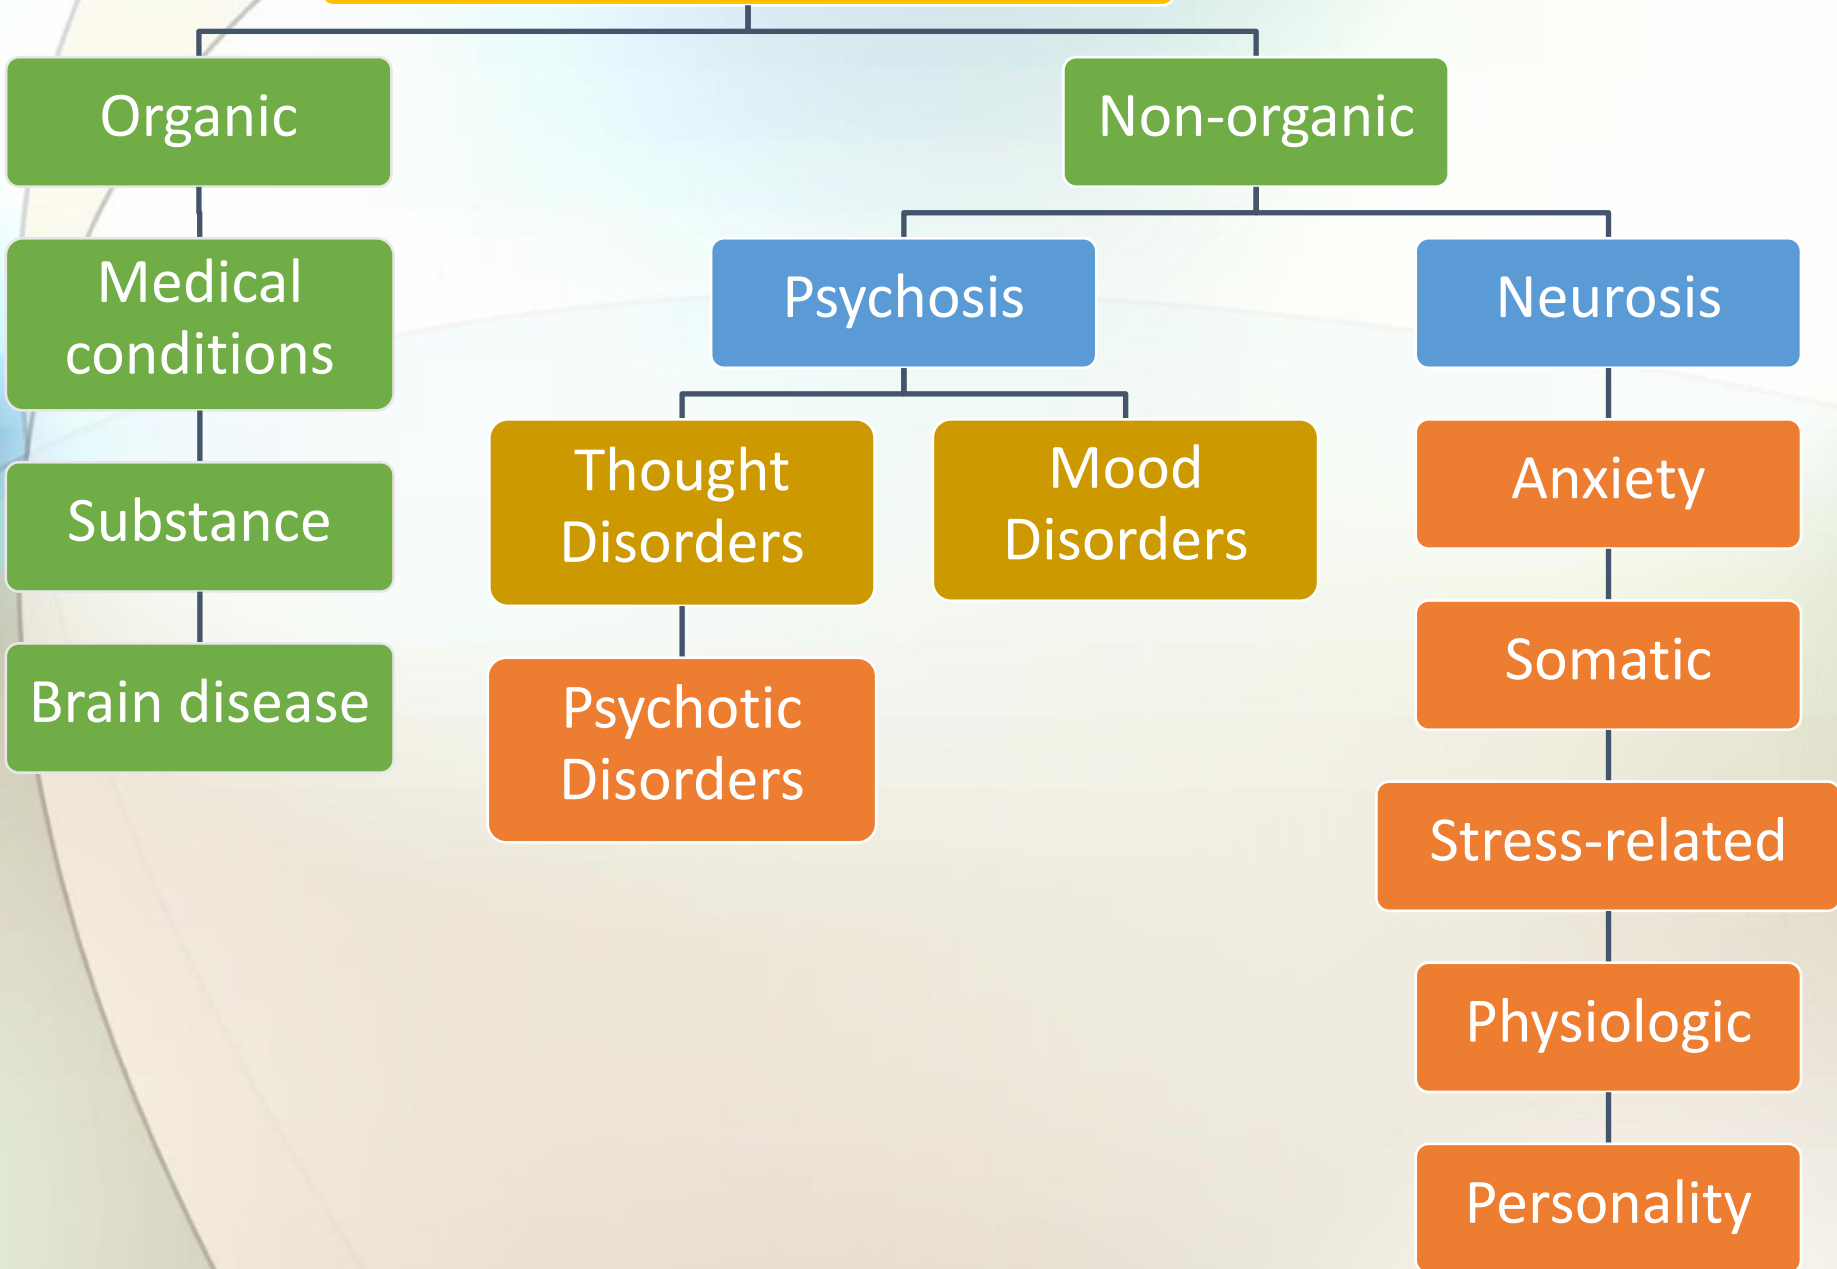 Organic
Non-organic
Medical
conditions
Psychosis
Neurosis
Substance
Thought
Disorders
Mood
Disorders
Anxiety
Brain disease
Psychotic
Disorders
Somatic
Stress-related
Physiologic
Personality